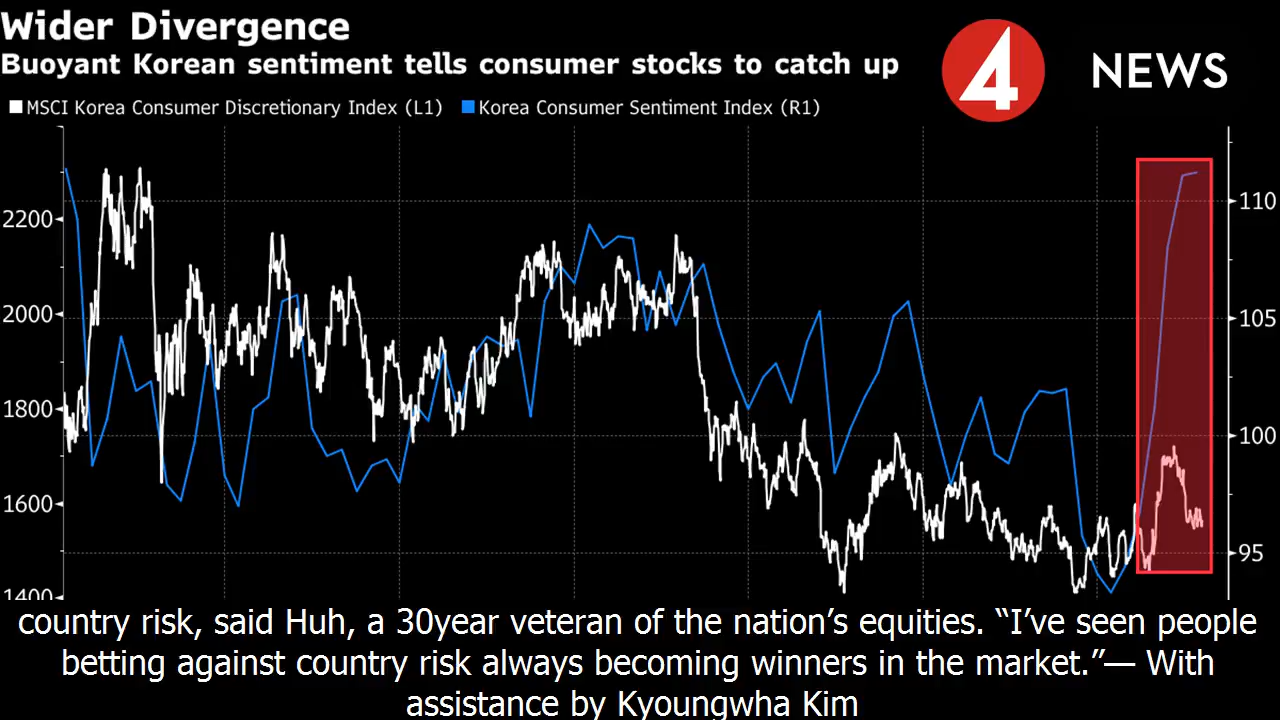 Wider Divergence
Buoyant Korean sentiment tells consumer stocks to catch up
4 NEWS
MSCI Korea Consumer Discretionary Index (L1) Korea Consumer Sentiment Index (R1)
2200
2000
1800
1600
1400
110
105
100
95
country risk, said Huh, a 30year veteran of the nation’s equities. “I’ve seen people
betting against country risk always becoming winners in the market.”— With
assistance by Kyoungwha Kim